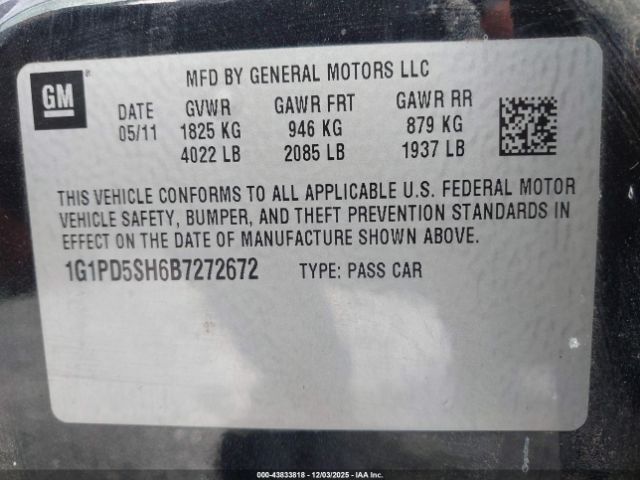 GM ®
MFD BY GENERAL MOTORS LLC
DATE GVWR GAWR FRT GAWR RR
05/11 1825 KG 946 KG 879 KG
4022 LB 2085 LB 1937 LB
THIS VEHICLE CONFORMS TO ALL APPLICABLE U.S. FEDERAL MOTOR
VEHICLE SAFETY, BUMPER, AND THEFT PREVENTION STANDARDS IN
EFFECT ON THE DATE OF MANUFACTURE SHOWN ABOVE.
1G1PD5SH6B7272672 TYPE: PASS CAR
000-43833818 - 12/03/2025 - IAA Inc.